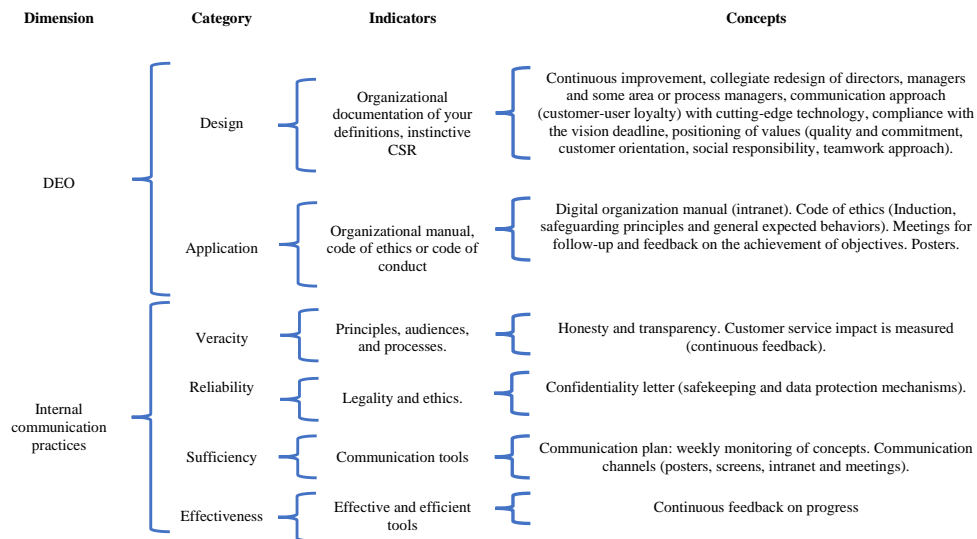 Dimension
Category
Indicators
Concepts
DEO
Design
Organizational
documentation of your
definitions, instinctive
CSR
Continuous improvement, collegiate redesign of directors, managers
and some area or process managers, communication approach
(customer-user loyalty) with cutting-edge technology, compliance with
the vision deadline, positioning of values (quality and commitment,
customer orientation, social responsibility, teamwork approach).
Application
Organizational manual,
code of ethics or code of
conduct
Digital organization manual (intranet). Code of ethics (Induction,
safeguarding principles and general expected behaviors). Meetings for
follow-up and feedback on the achievement of objectives. Posters.
Internal
communication
practices
Veracity
Principles, audiences,
and processes.
Honesty and transparency. Customer service impact is measured
(continuous feedback).
Reliability
Legality and ethics.
Confidentiality letter (safekeeping and data protection mechanisms).
Sufficiency
Communication tools
Communication plan: weekly monitoring of concepts. Communication
channels (posters, screens, intranet and meetings).
Effectiveness
Effective and efficient
tools
Continuous feedback on progress